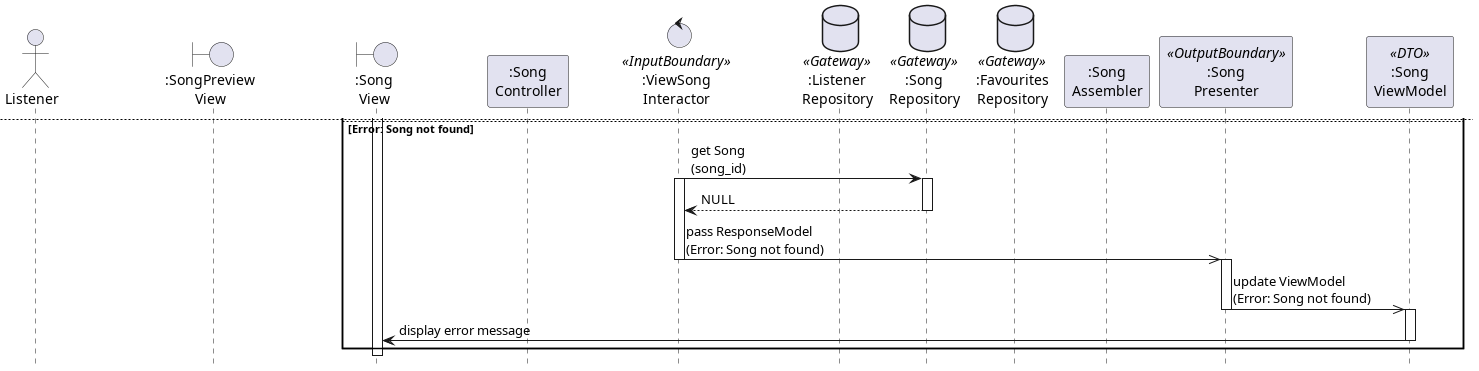 Listener
:SongPreview
View
:Song
View
:Song
Controller
«InputBoundary»
:ViewSong
Interactor
«Gateway»
:Listener
Repository
«Gateway»
:Song
Repository
«Gateway»
:Favourites
Repository
:Song
Assembler
«OutputBoundary»
:Song
Presenter
«DTO»
:Song
ViewModel
[Error: Song not found]
get Song
(song_id)
NULL
pass ResponseModel
(Error: Song not found)
update ViewModel
(Error: Song not found)
display error message